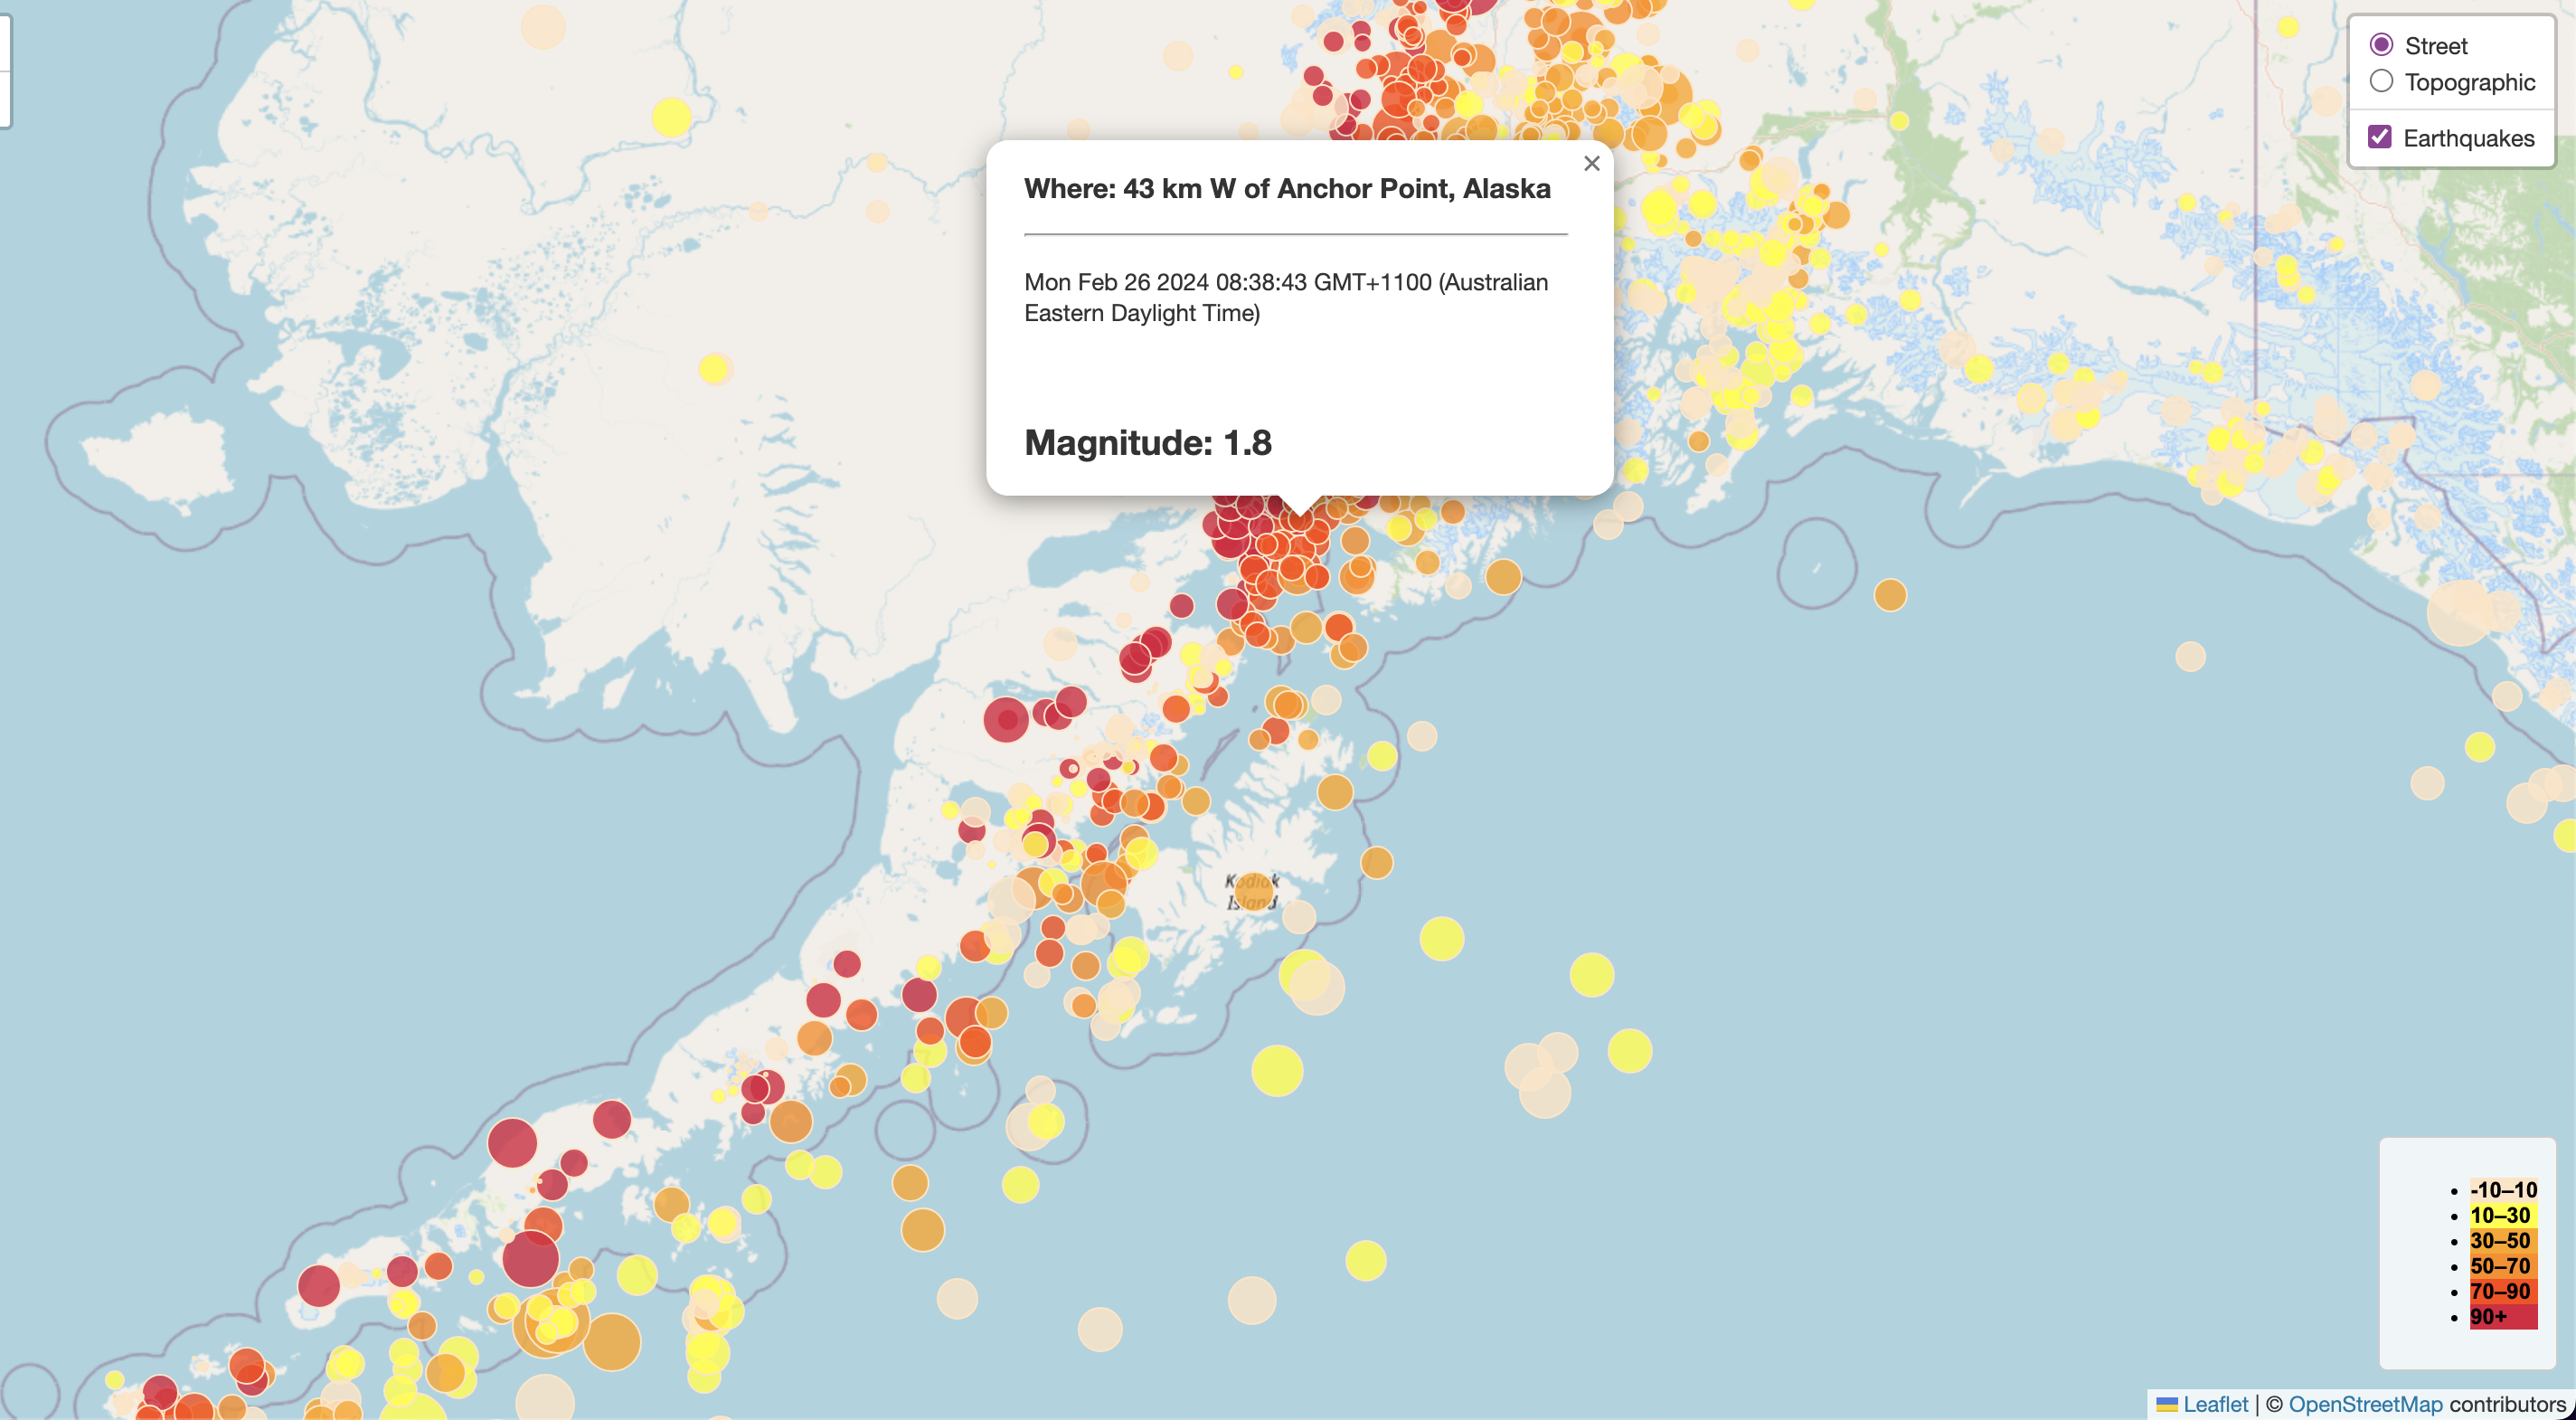 Street
Topographic
Earthquakes
Where: 43 km W of Anchor Point, Alaska
Mon Feb 26 2024 08:38:43 GMT+1100 (Australian
Eastern Daylight Time)
Magnitude: 1.8
Kodiak
Island
-10–10
10–30
30–50
50–70
70–90
90+
Leaflet | © OpenStreetMap contributors